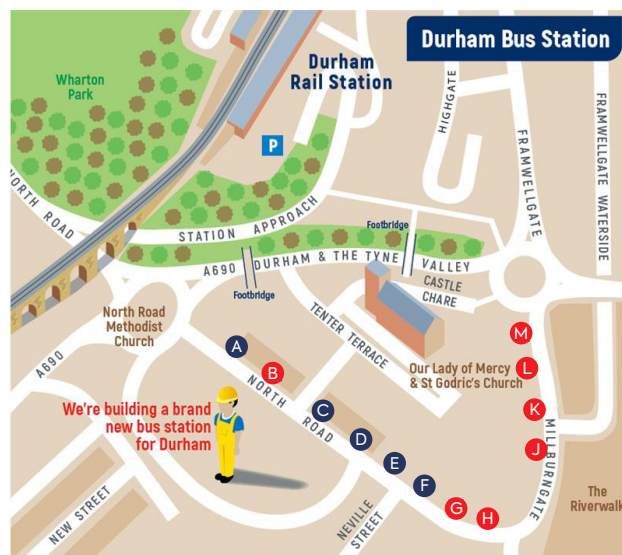 Durham Bus Station
Durham
Rail Station
Wharton
Park
P
HIGHGATE
FRAMWELLGATE
FRAMWELLGATE WATERSIDE
NORTH ROAD
STATION APPROACH
Footbridge
A690 DURHAM & THE TYNE VALLEY
Footbridge
CASTLE
CHARE
North Road
Methodist
Church
TENTER TERRACE
A690
A
B
C
D
E
F
G
H
J
K
L
M
Our Lady of Mercy
& St Godric's Church
NORTH ROAD
We're building a brand
new bus station
for Durham
MILLBURNGATE
The
Riverwalk
NEW STREET
NEVILLE
STREET